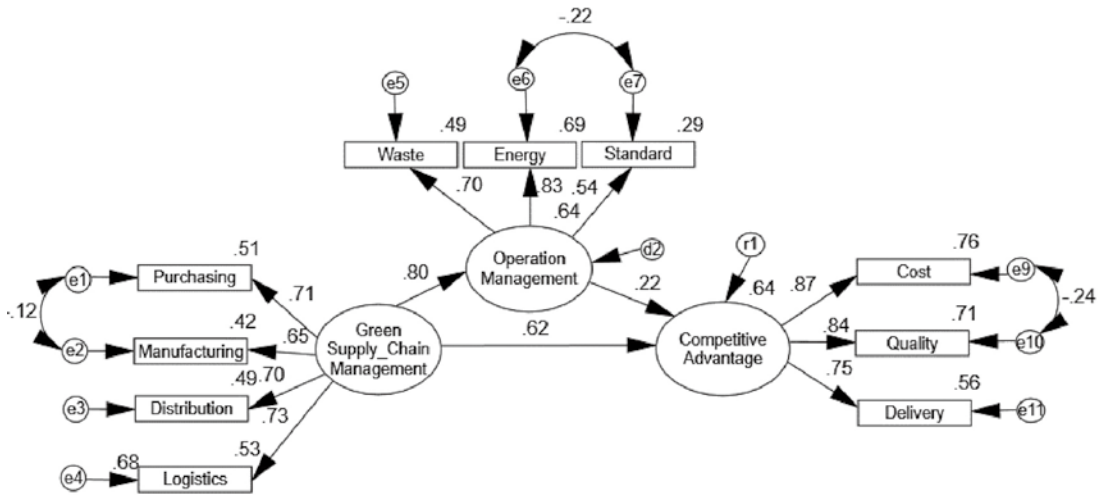 -.22
e5
e6
e7
.49
.69
.29
Waste
Energy
Standard
.70
.83
.54
.64
.51
Operation
Management
d2
r1
.76
e1
Purchasing
.80
Cost
e9
.71
.22
.64
.87
-.12
.42
.62
-.24
.71
e2
Manufacturing
.65
Green
Supply_Chain
Management
Competitive
Advantage
.84
Quality
e10
.49
.70
.75
.56
e3
Distribution
.73
Delivery
e11
.68
.53
e4
Logistics